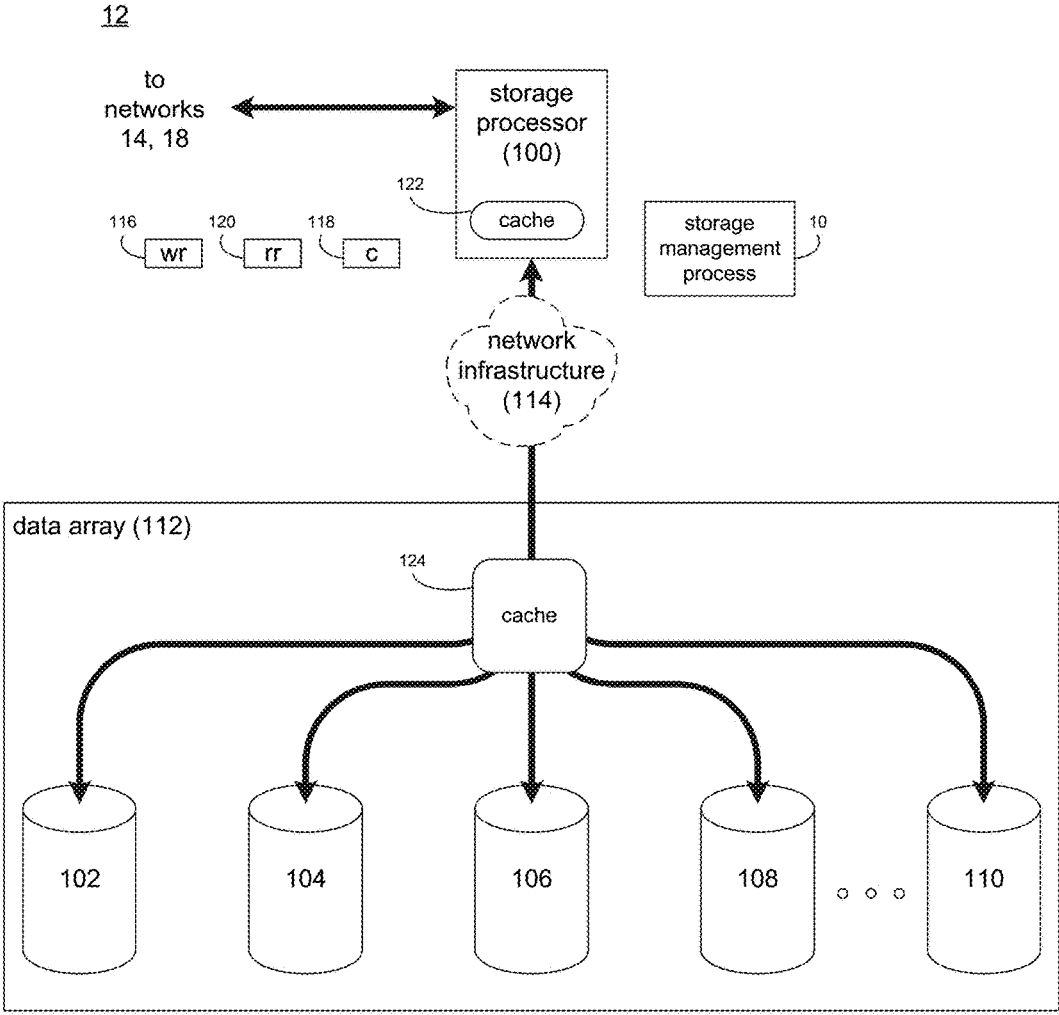 12
to
networks
14, 18
storage
processor
(100)
122
cache
116
wr
120
rr
118
c
storage
management
process
10
network
infrastructure
(114)
data array (112)
124
cache
102
104
106
108
110